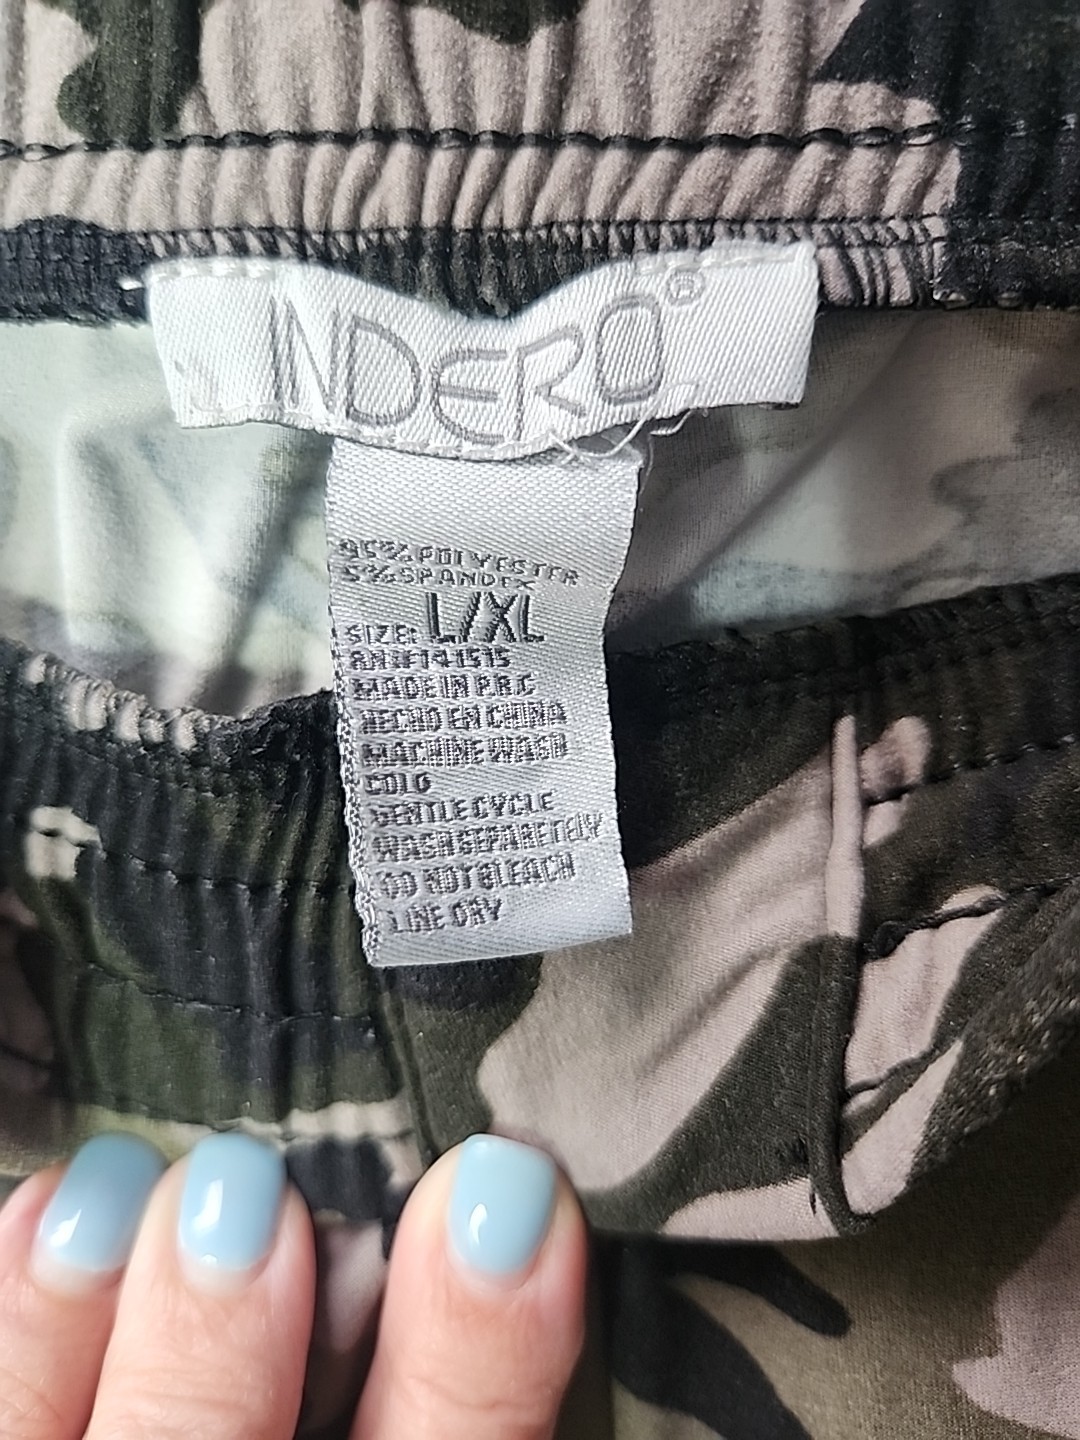 INDERO®
95% POLYESTER
5% SPANDEX
SIZE: L/XL
MADE IN P.R.C
HECHO EN CHINA
MACHINE WASH
COLD
GENTLE CYCLE
WASH SEPARETELY
DO NOT BLEACH
LINE DRY